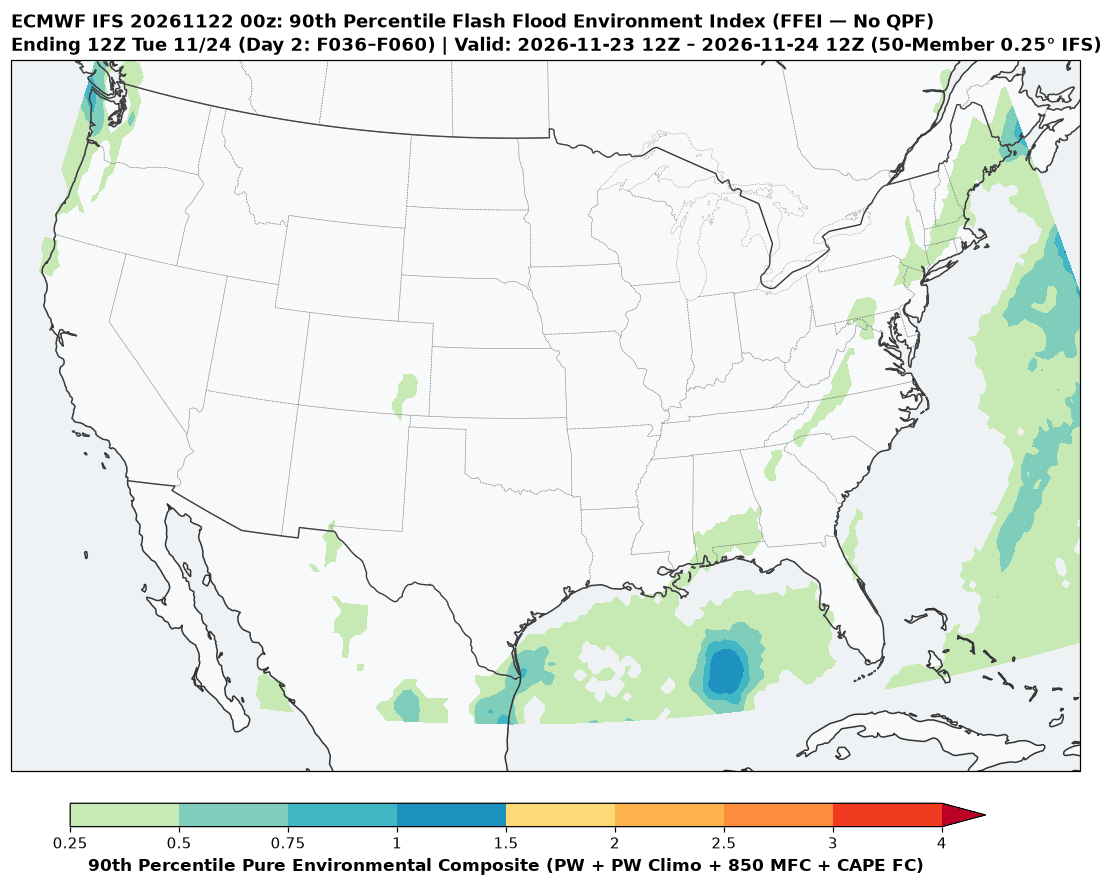 ECMWF IFS 20261122 00z: 90th Percentile Flash Flood Environment Index (FFEI — No QPF)
Ending 12Z Tue 11/24 (Day 2: F036–F060) | Valid: 2026-11-23 12Z – 2026-11-24 12Z (50-Member 0.25° IFS)
0.25 0.5 0.75 1 1.5 2 2.5 3 4
90th Percentile Pure Environmental Composite (PW + PW Climo + 850 MFC + CAPE FC)